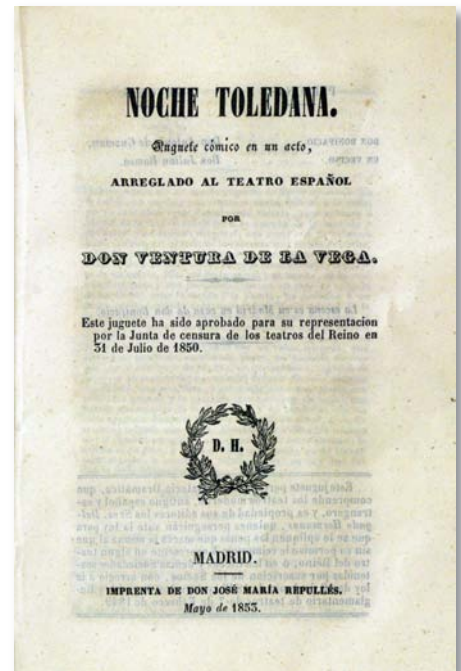 NOCHE TOLEDANA.
Juguete cómico en un acto,
ARREGLADO AL TEATRO ESPAÑOL
POR
DON VENTURA DE LA VEGA.
Este juguete ha sido aprobado para su representacion
por la Junta de censura de los teatros del Reino en
31 de Julio de 1850.
D. H.
MADRID.
IMPRENTA DE DON JOSÉ MARÍA REPULLÉS.
Mayo de 1853.